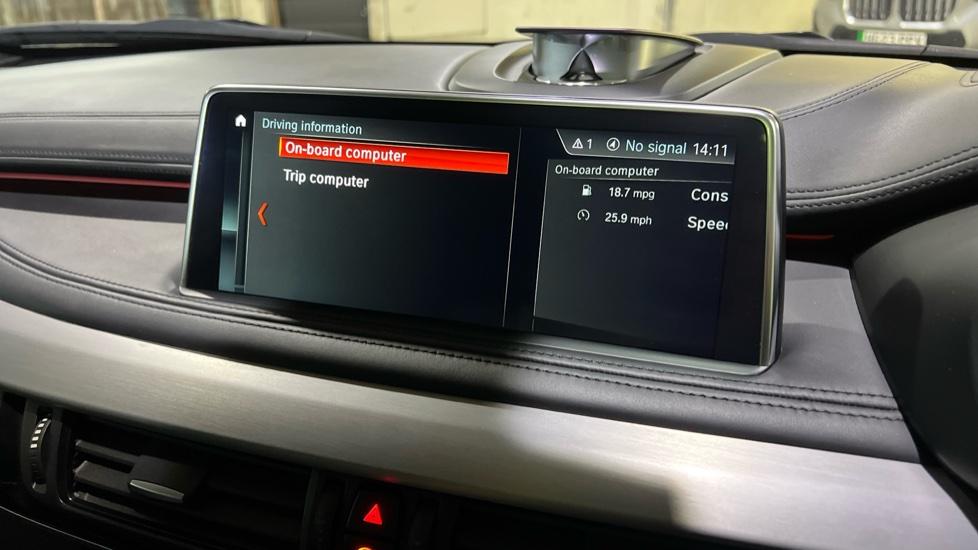 Driving information
On-board computer
Trip computer
1 No signal 14:11
On-board computer
18.7 mpg Cons
25.9 mph Spee